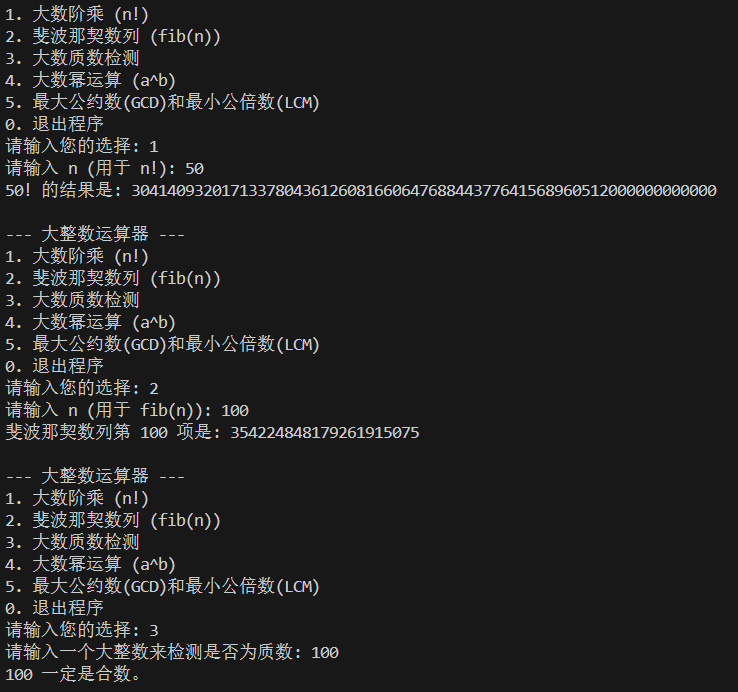 1. 大数阶乘 (n!)
2. 斐波那契数列 (fib(n))
3. 大数质数检测
4. 大数幂运算 (a^b)
5. 最大公约数(GCD)和最小公倍数(LCM)
0. 退出程序
请输入您的选择: 1
请输入 n (用于 n!): 50
50! 的结果是: 30414093201713378043612608166064768844377641568960512000000000000
--- 大整数运算器 ---
1. 大数阶乘 (n!)
2. 斐波那契数列 (fib(n))
3. 大数质数检测
4. 大数幂运算 (a^b)
5. 最大公约数(GCD)和最小公倍数(LCM)
0. 退出程序
请输入您的选择: 2
请输入 n (用于 fib(n)): 100
斐波那契数列第 100 项是: 354224848179261915075
--- 大整数运算器 ---
1. 大数阶乘 (n!)
2. 斐波那契数列 (fib(n))
3. 大数质数检测
4. 大数幂运算 (a^b)
5. 最大公约数(GCD)和最小公倍数(LCM)
0. 退出程序
请输入您的选择: 3
请输入一个大整数来检测是否为质数: 100
100 一定是合数。